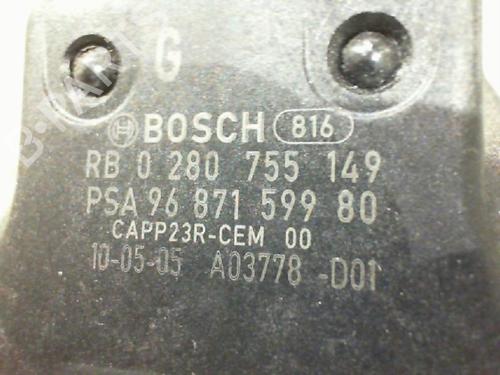 G
BOSCH 816
RB 0 280 755 149
PSA 96 871 599 80
CAPP23R-CEM 00
10-05-05 A03778 -D01
B-PARTS